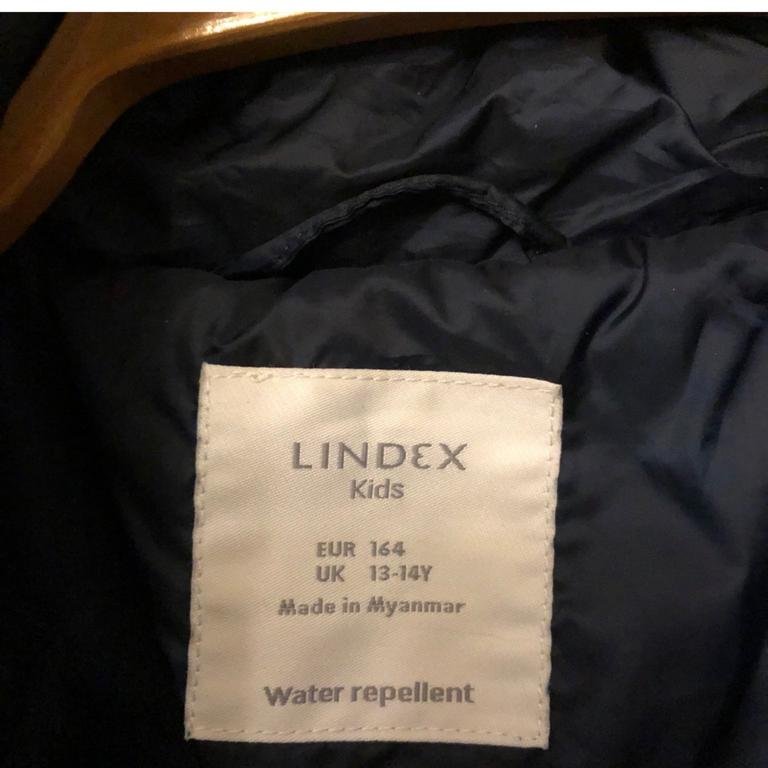 LINDEX
Kids
EUR 164
UK 13-14Y
Made in Myanmar
Water repellent